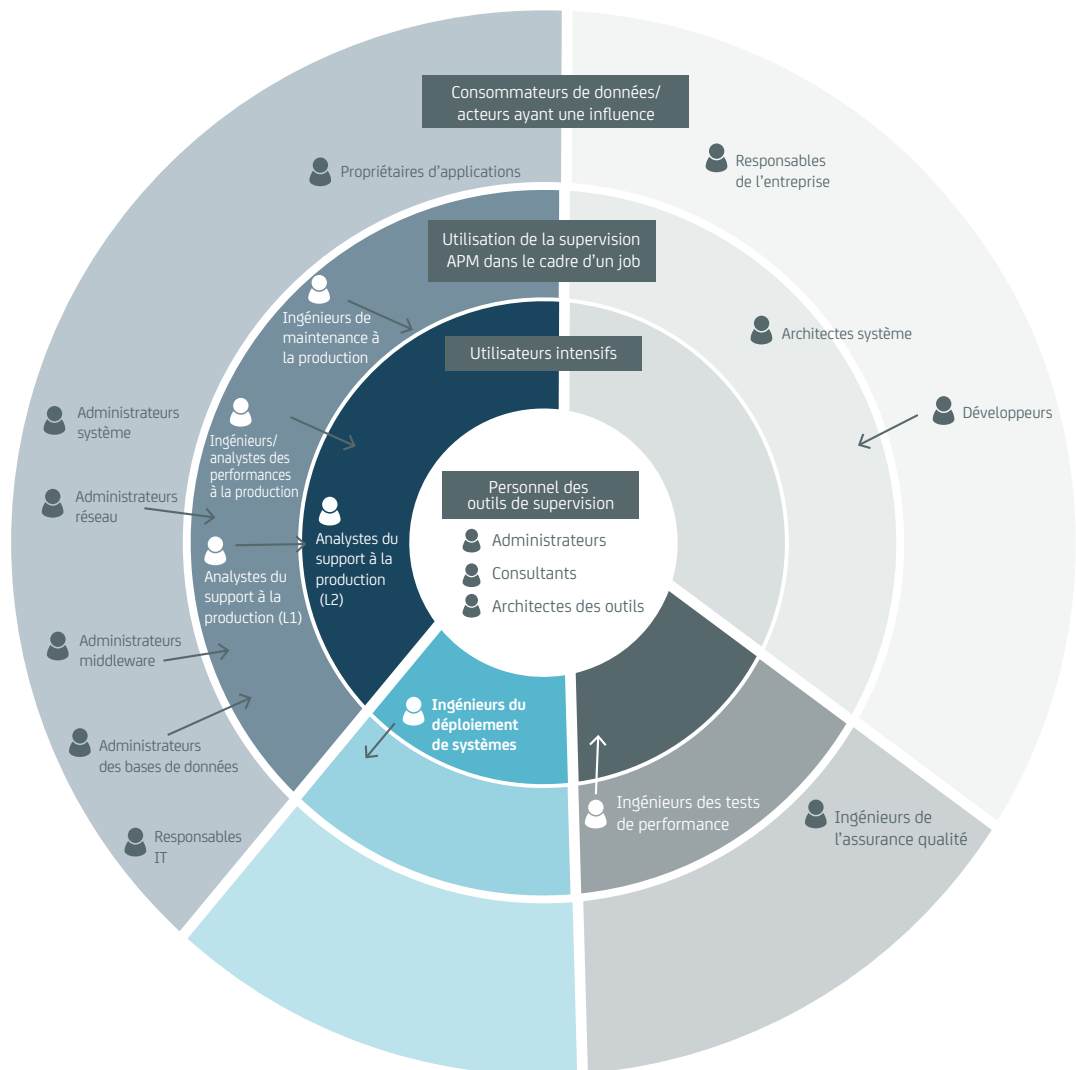 Consommateurs de données/
acteurs ayant une influence
Propriétaires d’applications
Responsables
de l’entreprise
Utilisation de la supervision
APM dans le cadre d’un job
Ingénieurs de
maintenance à
la production
Utilisateurs intensifs
Architectes système
Administrateurs
système
Ingénieurs/
analystes des
performances
à la production
Développeurs
Administrateurs
réseau
Personnel des
outils de supervision
Administrateurs
Consultants
Architectes des outils
Analystes du
support à la
production
(L2)
Analystes du
support à la
production (L1)
Administrateurs
middleware
Ingénieurs du
déploiement
de systèmes
Administrateurs
des bases de données
Ingénieurs des tests
de performance
Ingénieurs de
l’assurance qualité
Responsables
IT